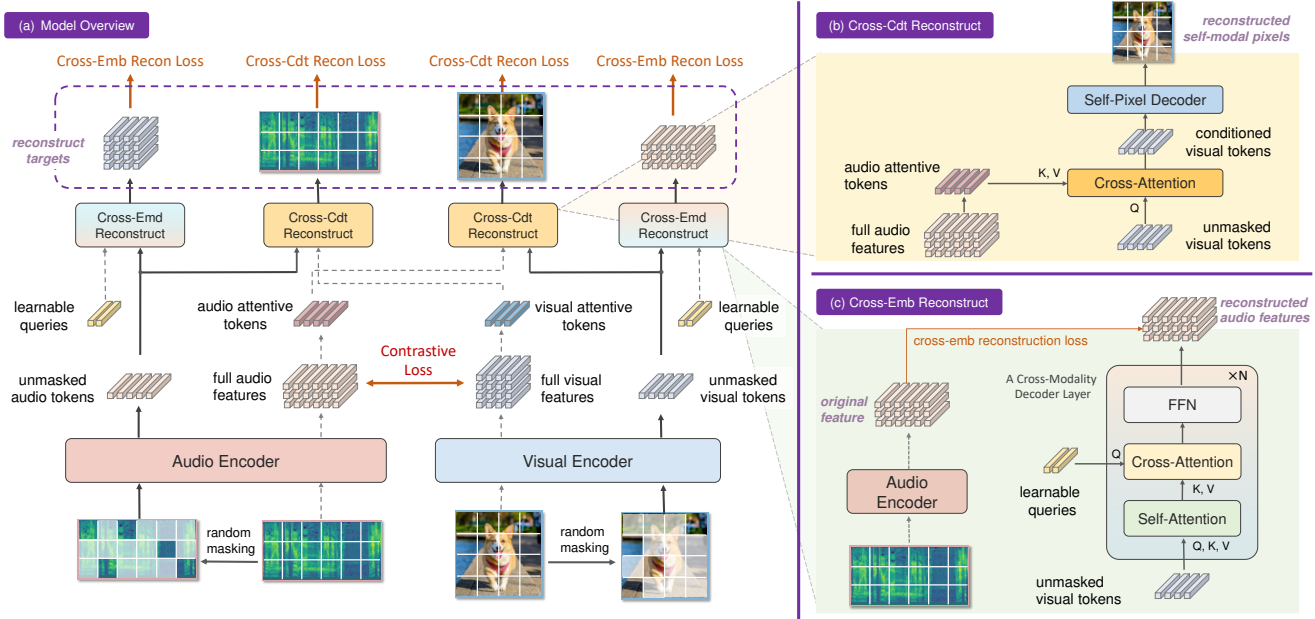 (a) Model Overview
Cross-Emb Recon Loss
Cross-Cdt Recon Loss
Cross-Cdt Recon Loss
Cross-Emb Recon Loss
reconstruct
targets
Cross-Emd
Reconstruct
Cross-Cdt
Reconstruct
Cross-Cdt
Reconstruct
Cross-Emd
Reconstruct
learnable
queries
audio attentive
tokens
visual attentive
tokens
learnable
queries
Contrastive
Loss
unmasked
audio tokens
full audio
features
full visual
features
unmasked
visual tokens
Audio Encoder
Visual Encoder
random
masking
random
masking
(b) Cross-Cdt Reconstruct
reconstructed
self-modal pixels
Self-Pixel Decoder
conditioned
visual tokens
audio attentive
tokens
K, V
Cross-Attention
Q
full audio
features
unmasked
visual tokens
(c) Cross-Emb Reconstruct
reconstructed
audio features
cross-emb reconstruction loss
A Cross-Modality
Decoder Layer
×N
original
feature
FFN
Q
Cross-Attention
learnable
queries
K, V
Audio
Encoder
Self-Attention
Q, K, V
unmasked
visual tokens